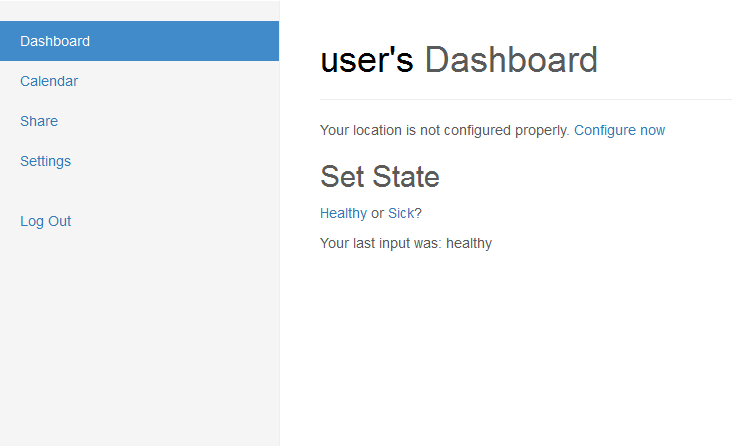 Dashboard
Calendar
Share
Settings
Log Out
user's Dashboard
Your location is not configured properly. Configure now
Set State
Healthy or Sick?
Your last input was: healthy